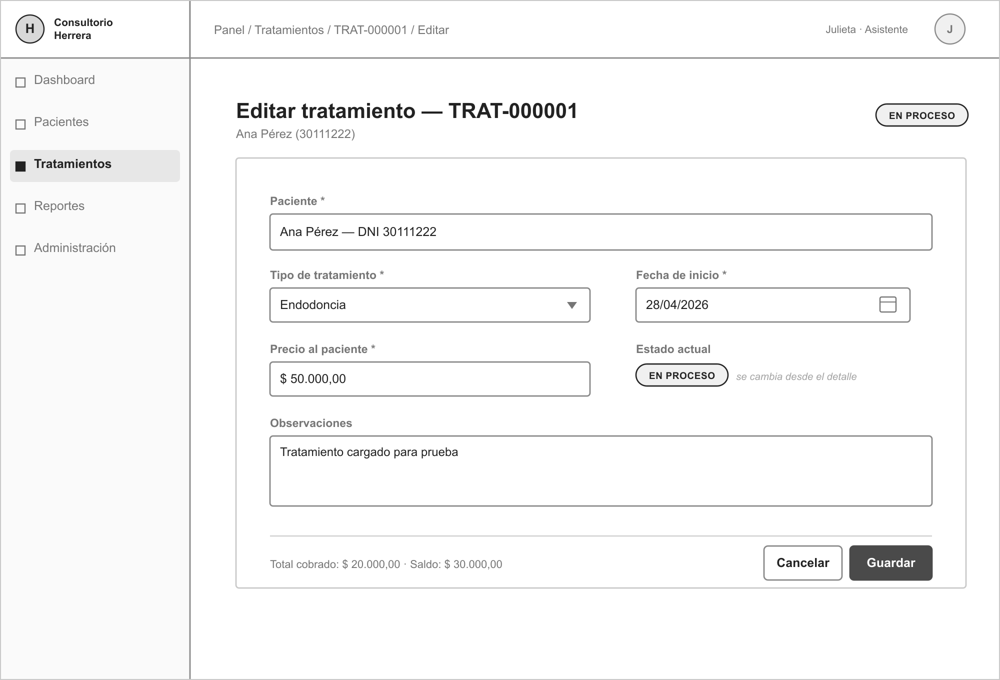 H
Consultorio
Herrera
Panel / Tratamientos / TRAT-000001 / Editar
Julieta · Asistente
J
Dashboard
Pacientes
Tratamientos
Reportes
Administración
Editar tratamiento — TRAT-000001
EN PROCESO
Ana Pérez (30111222)
Paciente *
Ana Pérez — DNI 30111222
Tipo de tratamiento *
Fecha de inicio *
Endodoncia
28/04/2026
Precio al paciente *
Estado actual
$ 50.000,00
EN PROCESO
se cambia desde el detalle
Observaciones
Tratamiento cargado para prueba
Total cobrado: $ 20.000,00 · Saldo: $ 30.000,00
Cancelar
Guardar